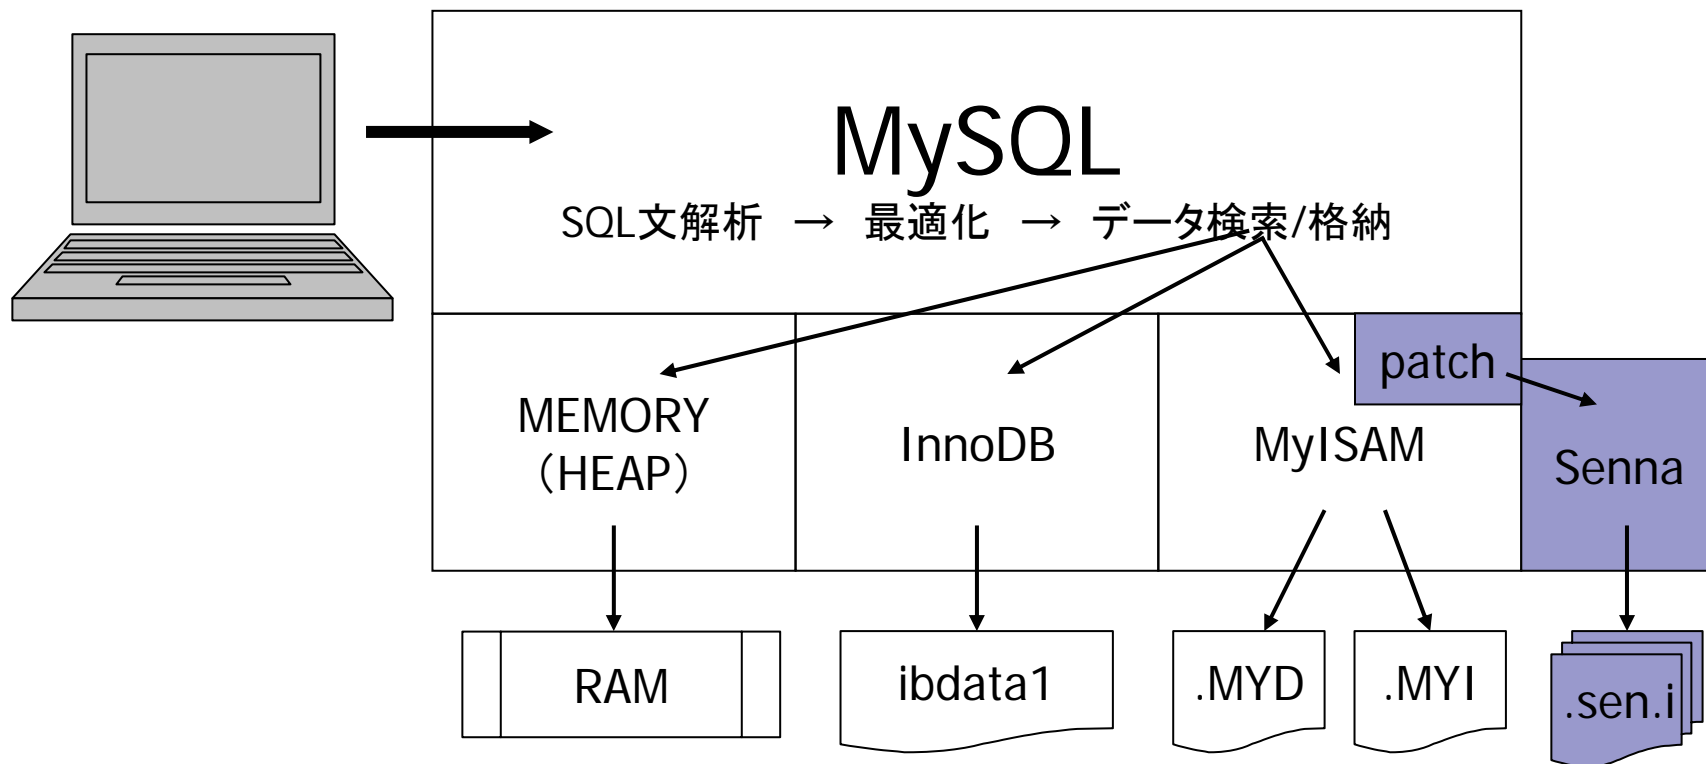 MySQL
SQL文解析 → 最適化 → データ検索/格納
patch
MEMORY
（HEAP）
InnoDB
MyISAM
Senna
RAM
ibdata1
.MYD
.MYI
.sen.i